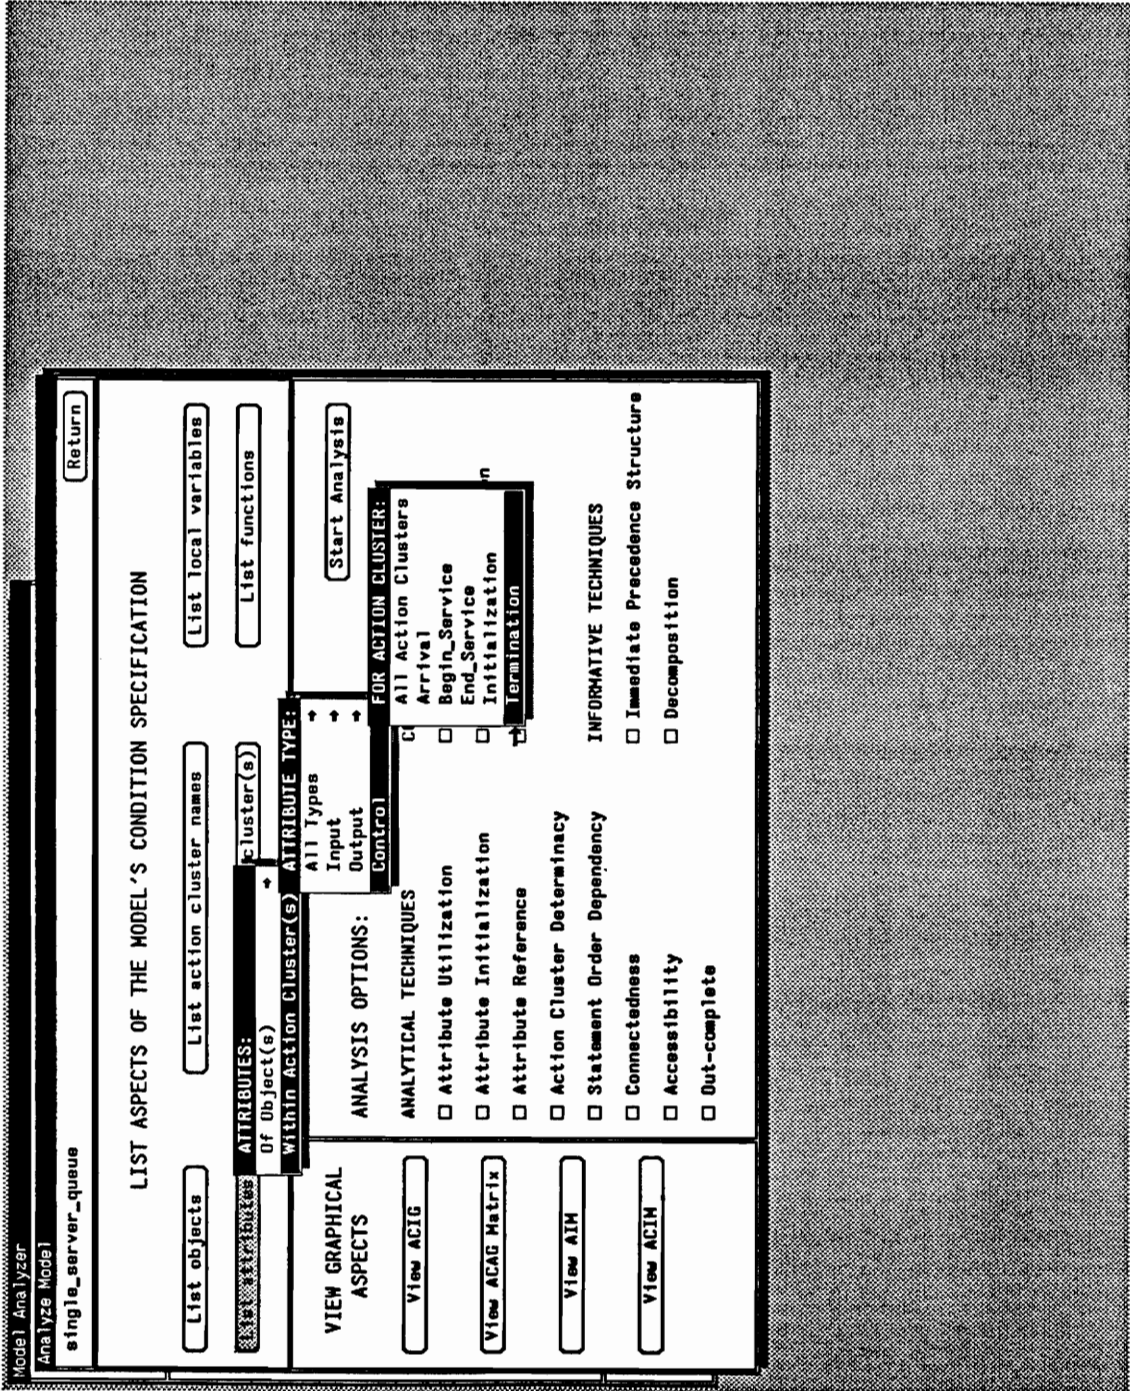 Model Analyzer
Analyze Model
single_server_queue
Return
LIST ASPECTS OF THE MODEL'S CONDITION SPECIFICATION
List objects
List action cluster names
List local variables
List attributes
cluster(s)
List functions
ATTRIBUTES:
Of Object(s)
Within Action Cluster(s)
ATTRIBUTE TYPE:
All Types
Input
Output
Control
FOR ACTION CLUSTER:
All Action Clusters
Arrival
Begin_Service
End_Service
Initialization
Termination
VIEW GRAPHICAL
ASPECTS
View ACIG
View ACAG Matrix
View AIM
View ACIM
ANALYSIS OPTIONS:
Start Analysis
ANALYTICAL TECHNIQUES
Attribute Utilization
Attribute Initialization
Attribute Reference
Action Cluster Determinacy
Statement Order Dependency
Connectedness
Accessibility
Out-complete
n
INFORMATIVE TECHNIQUES
Immediate Precedence Structure
Decomposition